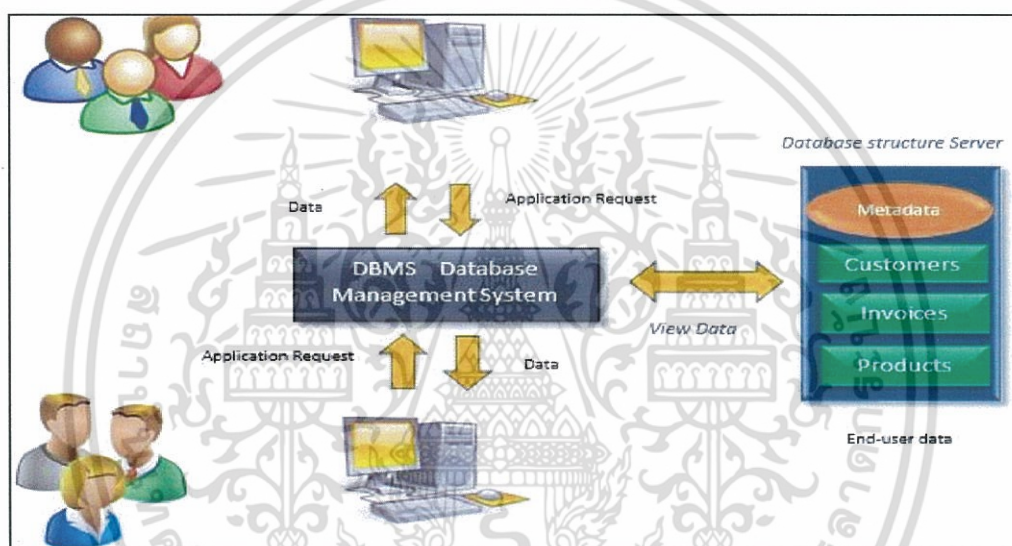 Database structure Server
Data
Application Request
Metadada
DBMS Database
Management System
Customers
Invoices
View Data
Products
Application Request
Data
End-user data